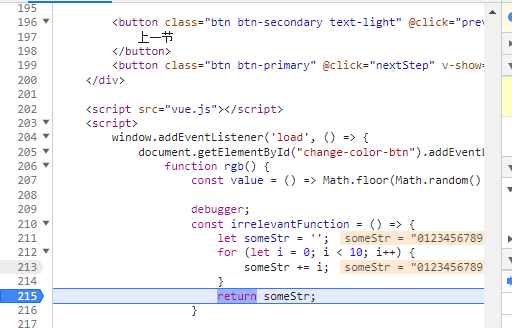 195
196 <button class="btn btn-secondary text-light" @click="prev
197 上一节
198 </button>
199 <button class="btn btn-primary" @click="nextStep" v-show=
200 </div>
201
202 <script src="vue.js"></script>
203 <script>
204 window.addEventListener('load', () => {
205 document.getElementById("change-color-btn").addEventL
206 function rgb() {
207 const value = () => Math.floor(Math.random()
208
209 debugger;
210 const irrelevantFunction = () => {
211 let someStr = ''; someStr = "0123456789
212 for (let i = 0; i < 10; i++) {
213 someStr += i; someStr = "0123456789
214 }
215 return someStr;
216 }
217